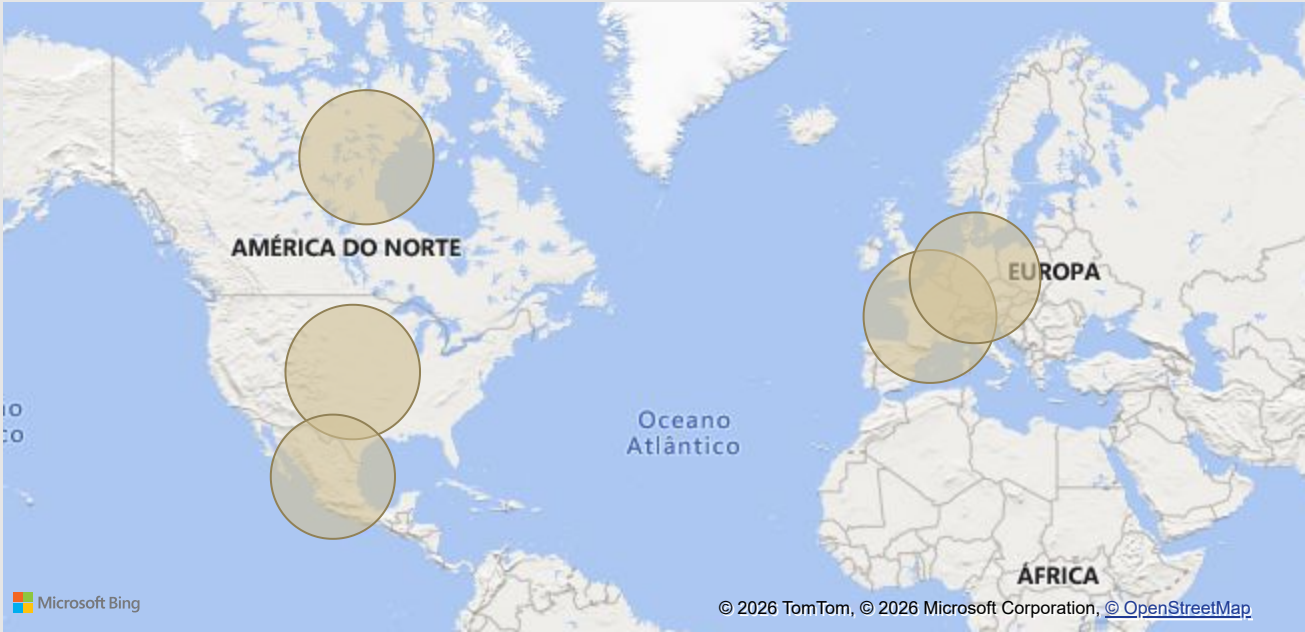 AMÉRICA DO NORTE
EUROPA
Oceano
Atlântico
ÁFRICA
Microsoft Bing
© 2026 TomTom, © 2026 Microsoft Corporation, © OpenStreetMap